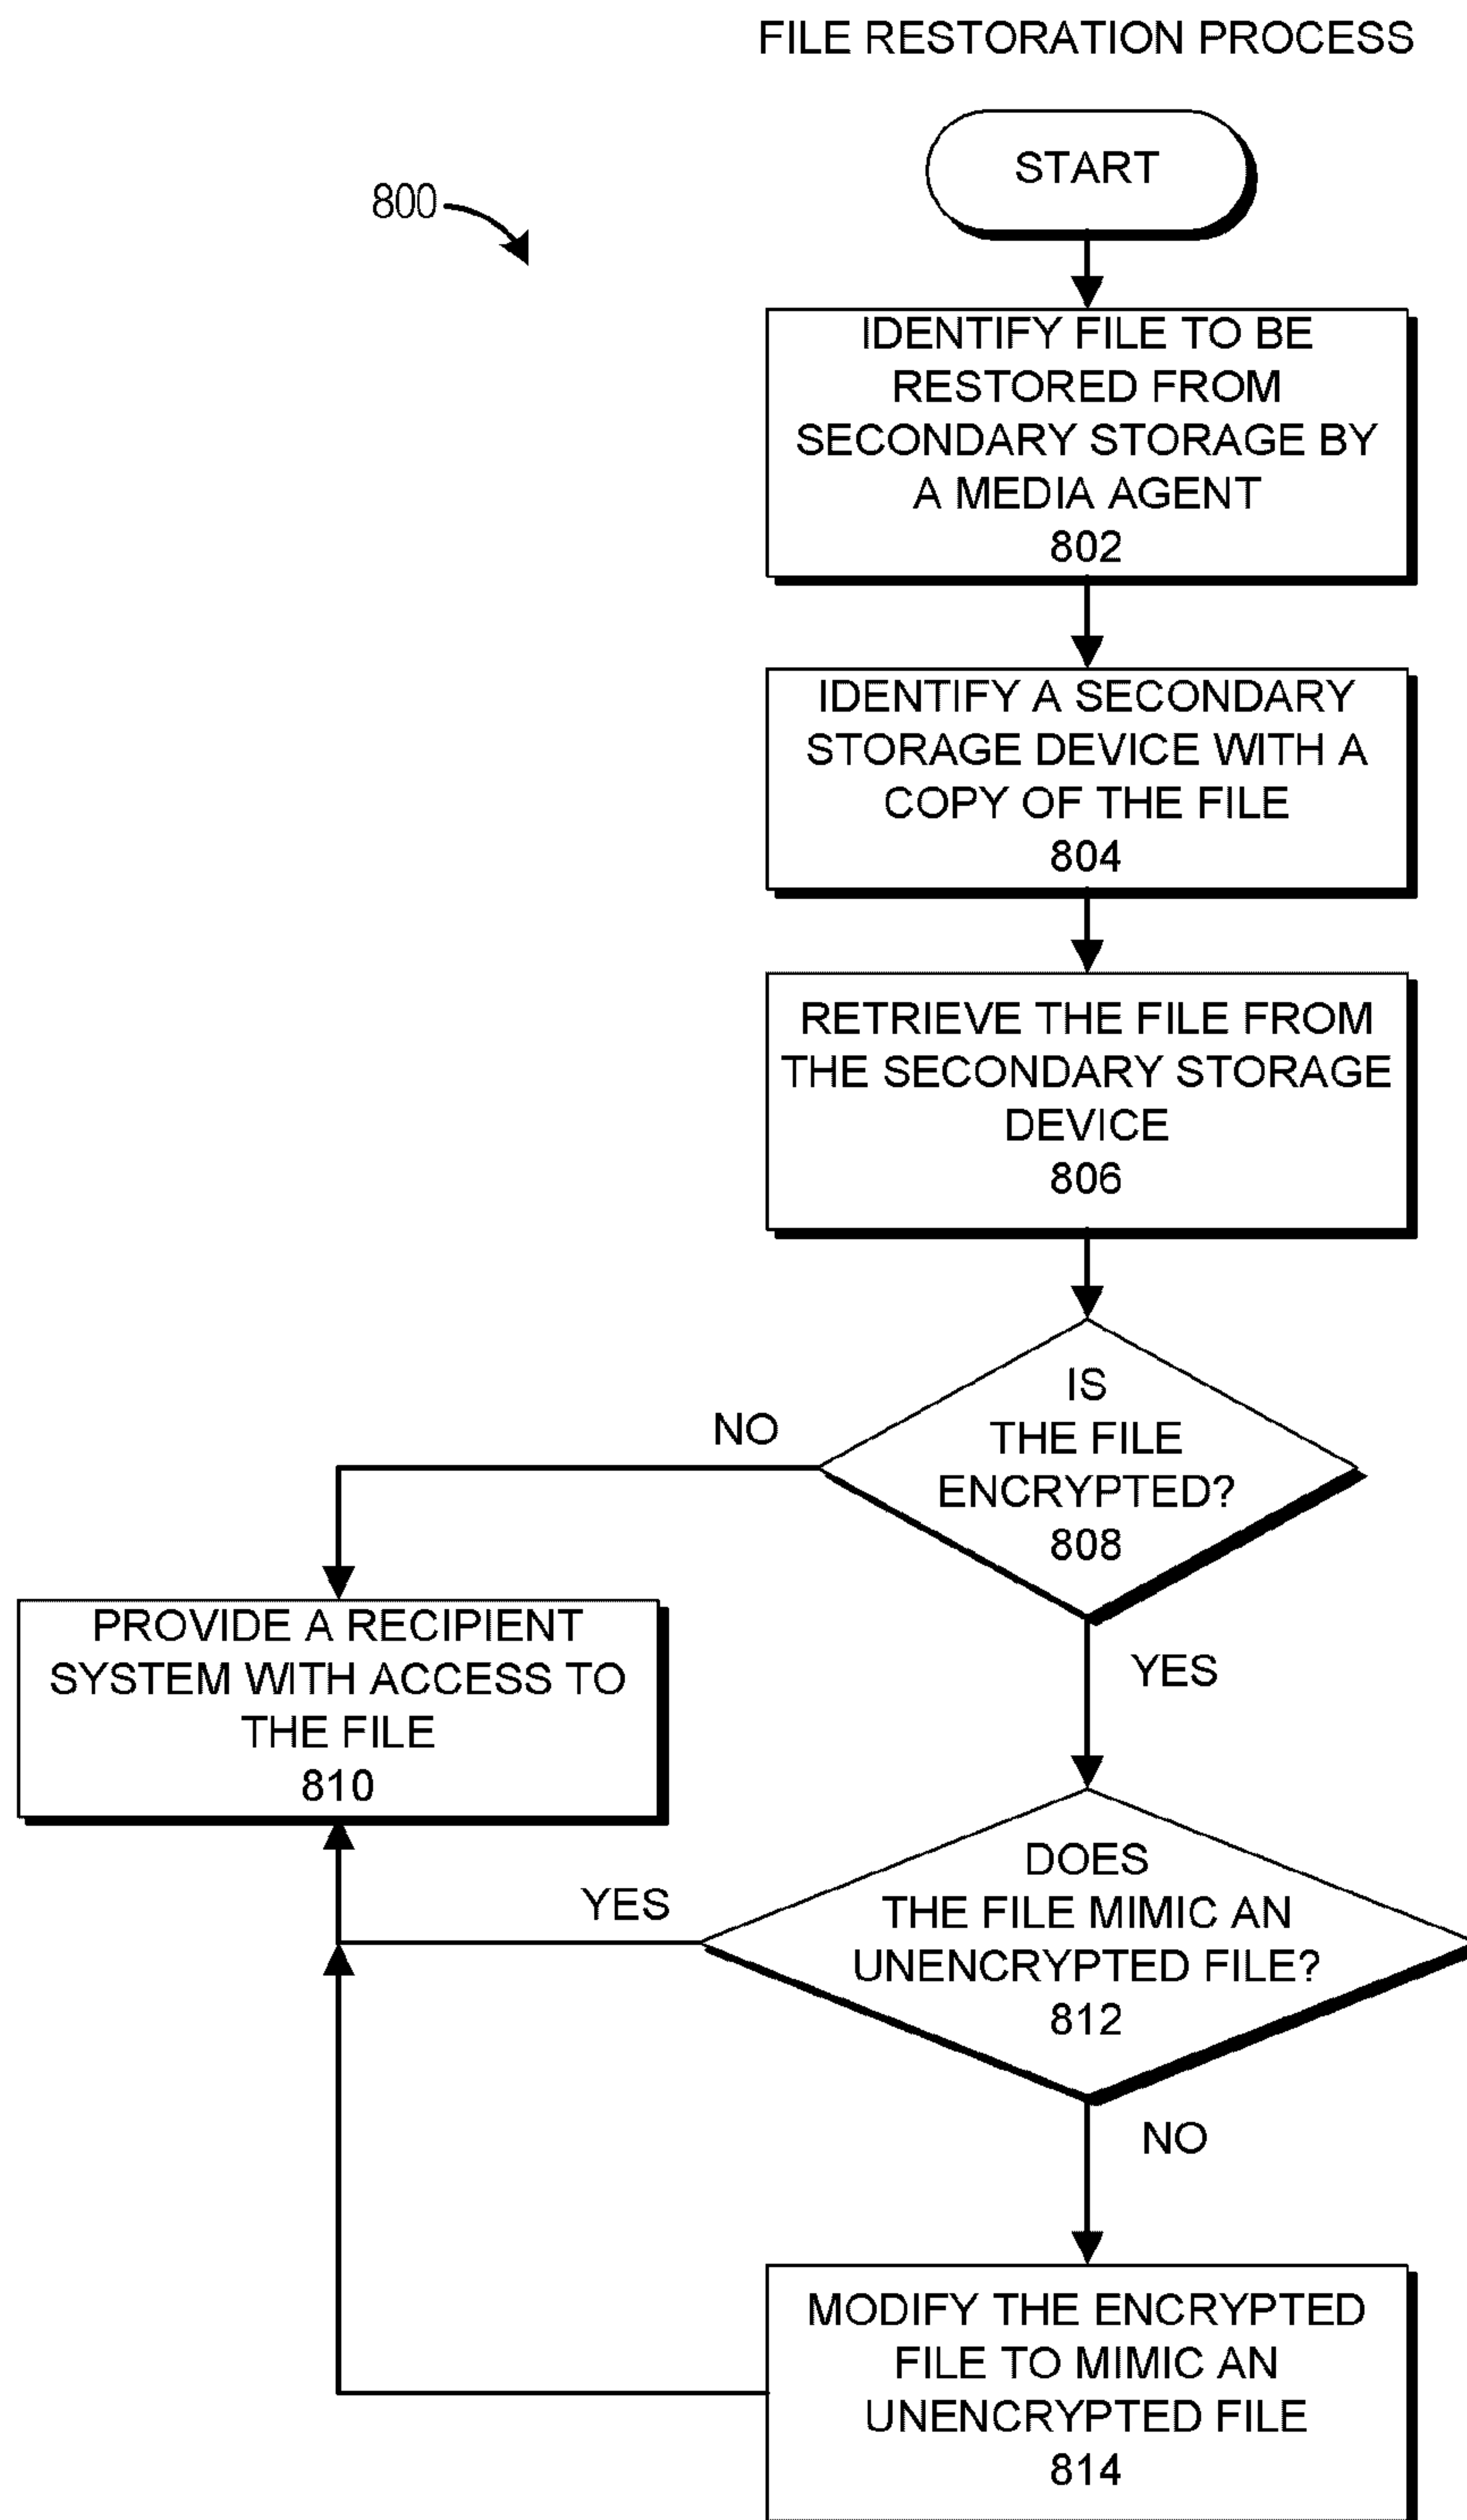 FILE RESTORATION PROCESS
800
START
IDENTIFY FILE TO BE
RESTORED FROM
SECONDARY STORAGE BY
A MEDIA AGENT
802
IDENTIFY A SECONDARY
STORAGE DEVICE WITH A
COPY OF THE FILE
804
RETRIEVE THE FILE FROM
THE SECONDARY STORAGE
DEVICE
806
IS
THE FILE
ENCRYPTED?
808
NO
YES
PROVIDE A RECIPIENT
SYSTEM WITH ACCESS TO
THE FILE
810
DOES
THE FILE MIMIC AN
UNENCRYPTED FILE?
812
YES
NO
MODIFY THE ENCRYPTED
FILE TO MIMIC AN
UNENCRYPTED FILE
814